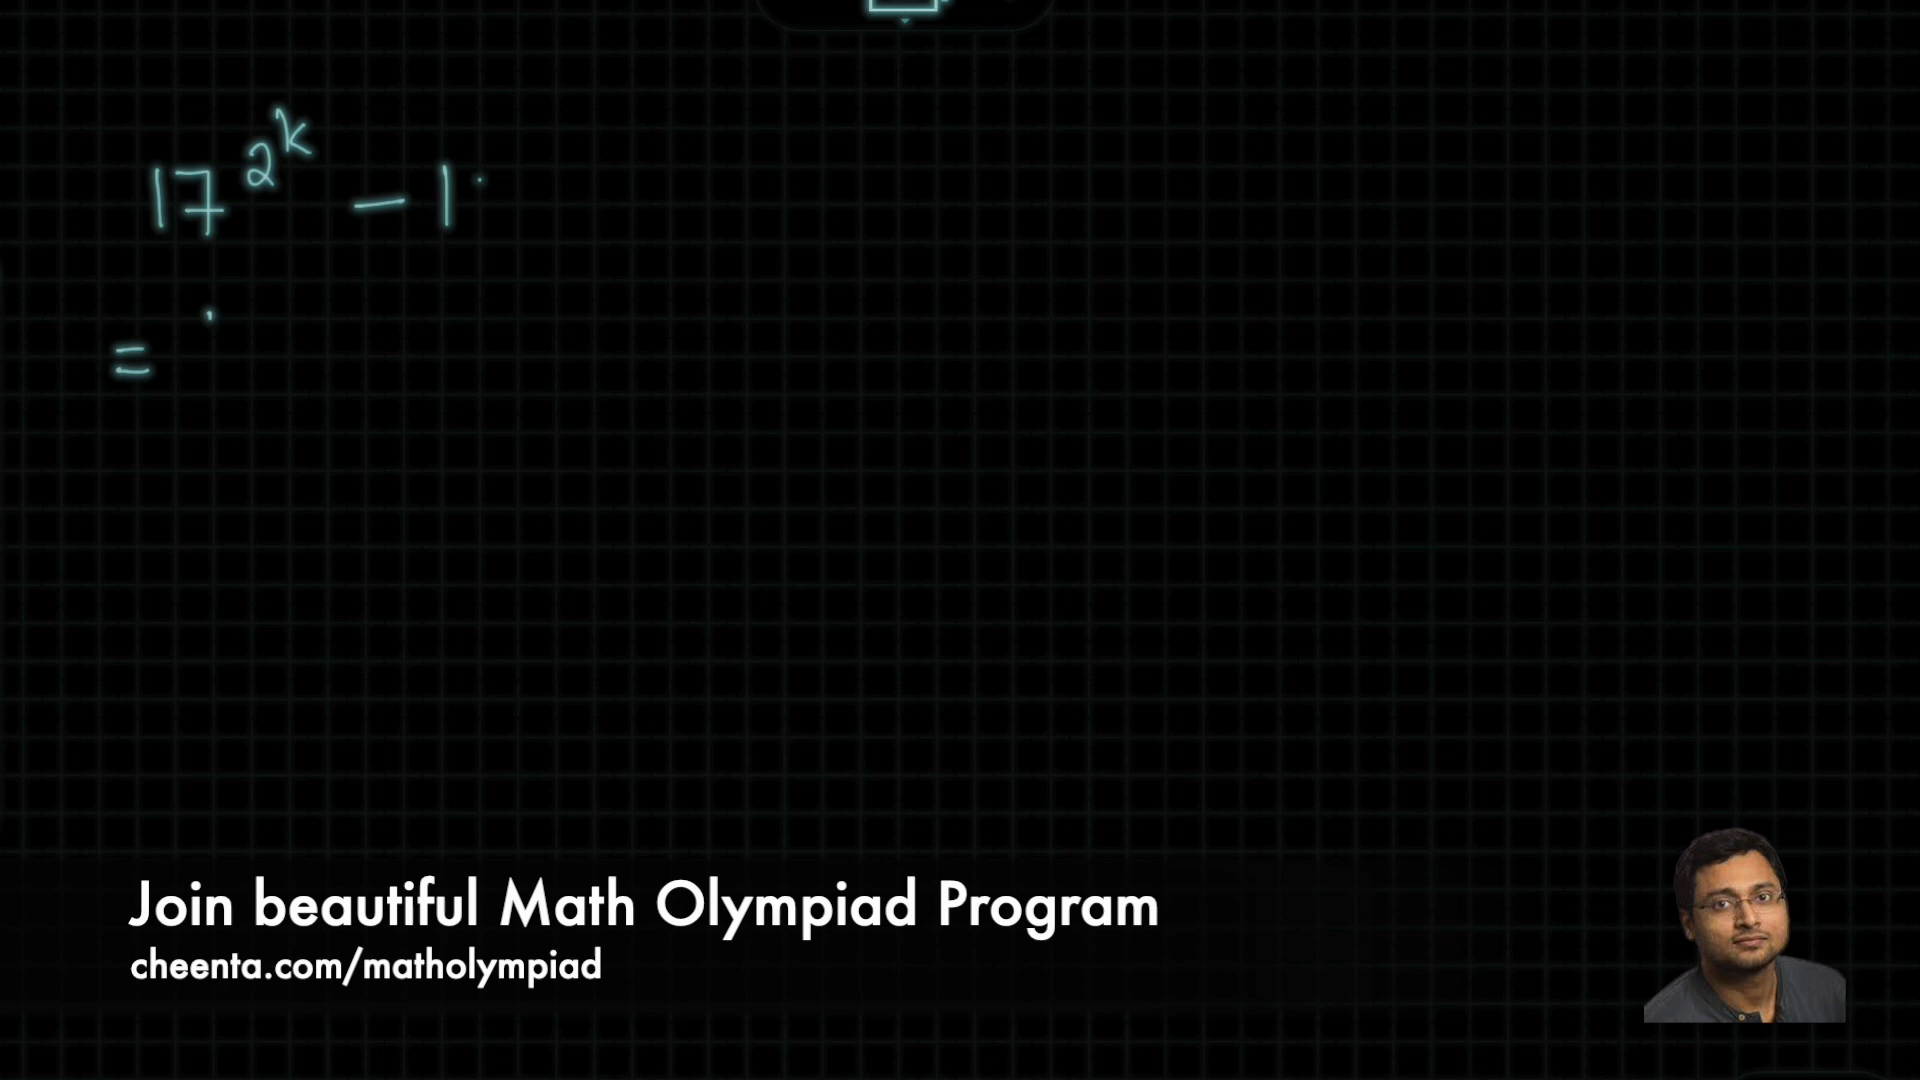 17^{2^k} - 1
=
Join beautiful Math Olympiad Program
cheenta.com/matholympiad